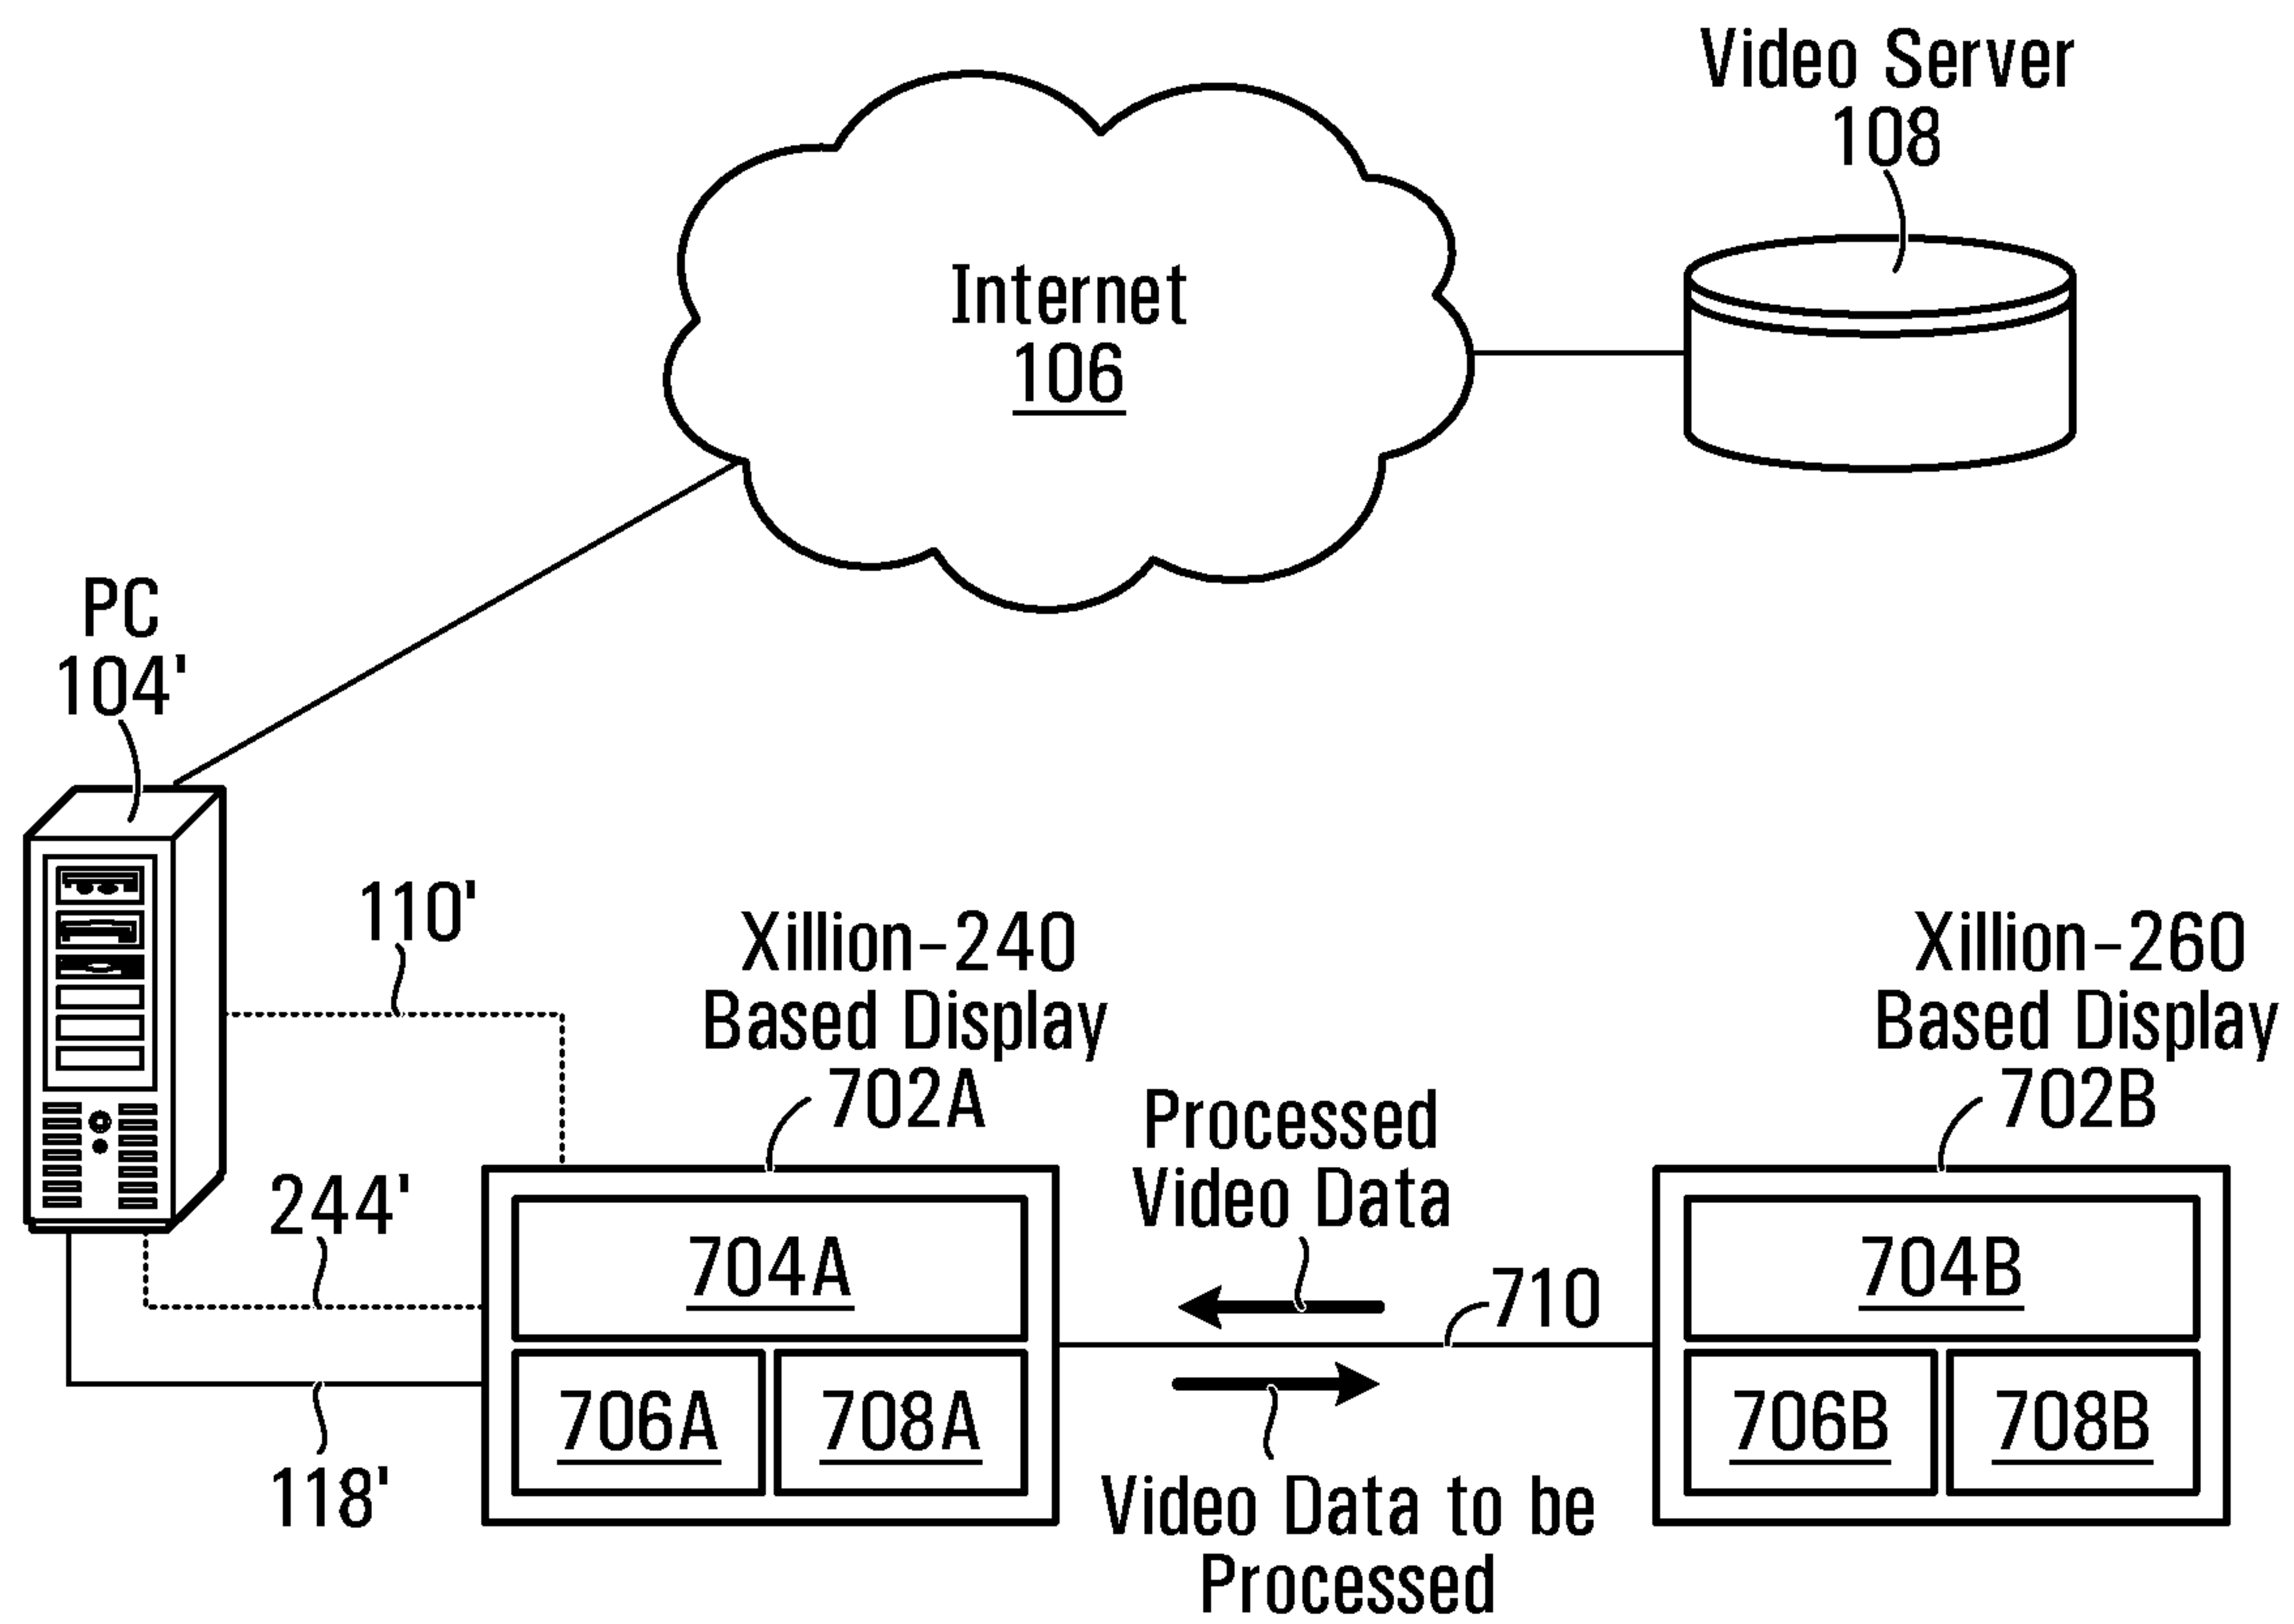 Video Server
108
Internet
106
PC
104'
110'
Xillion-240
Based Display
702A
Xillion-260
Based Display
702B
Processed
Video Data
244'
704A
710
704B
706A
708A
706B
708B
118'
Video Data to be
Processed